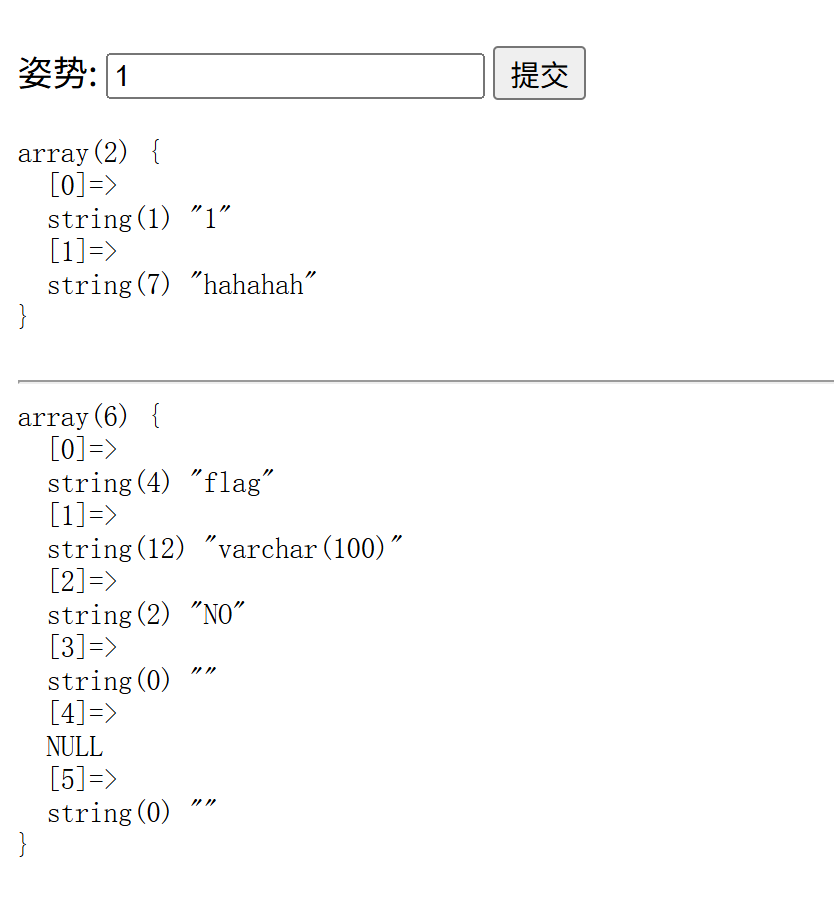 姿势: 1 提交
array(2) {
  [0]=>
  string(1) "1"
  [1]=>
  string(7) "hahahah"
}
array(6) {
  [0]=>
  string(4) "flag"
  [1]=>
  string(12) "varchar(100)"
  [2]=>
  string(2) "NO"
  [3]=>
  string(0) ""
  [4]=>
  NULL
  [5]=>
  string(0) ""
}